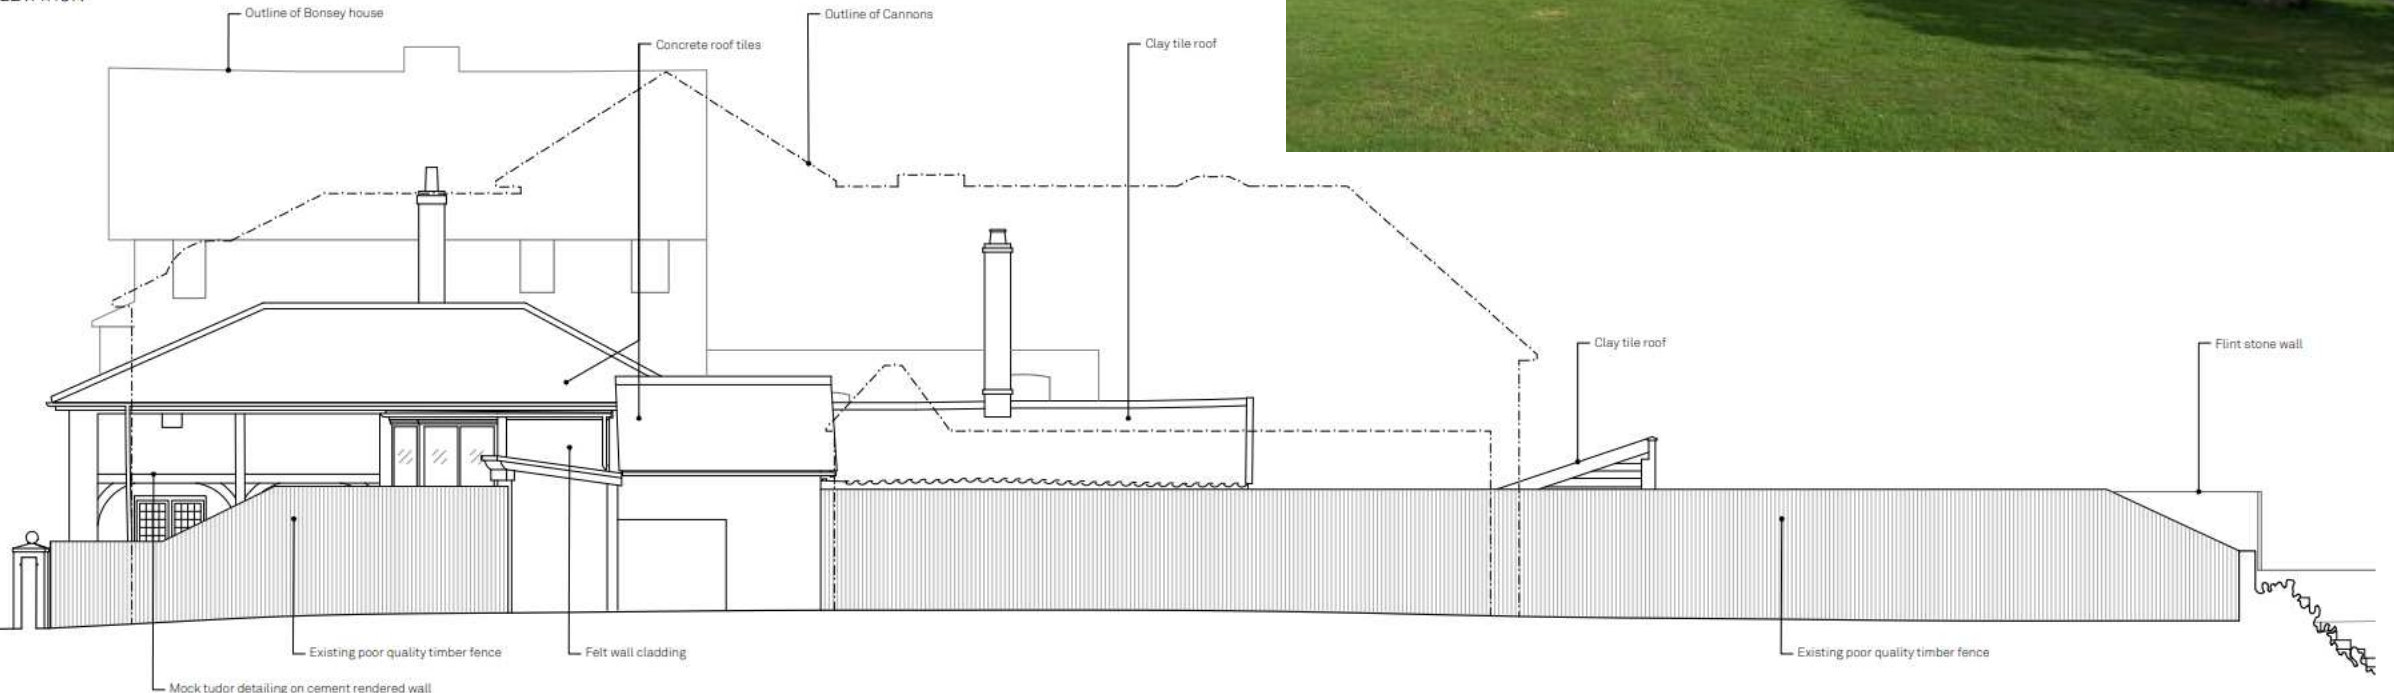 Outline of Bonsey house
Outline of Cannons
Concrete roof tiles
Clay tile roof
Clay tile roof
Flint stone wall
Existing poor quality timber fence
Felt wall cladding
Existing poor quality timber fence
Mock tudor detailing on cement rendered wall